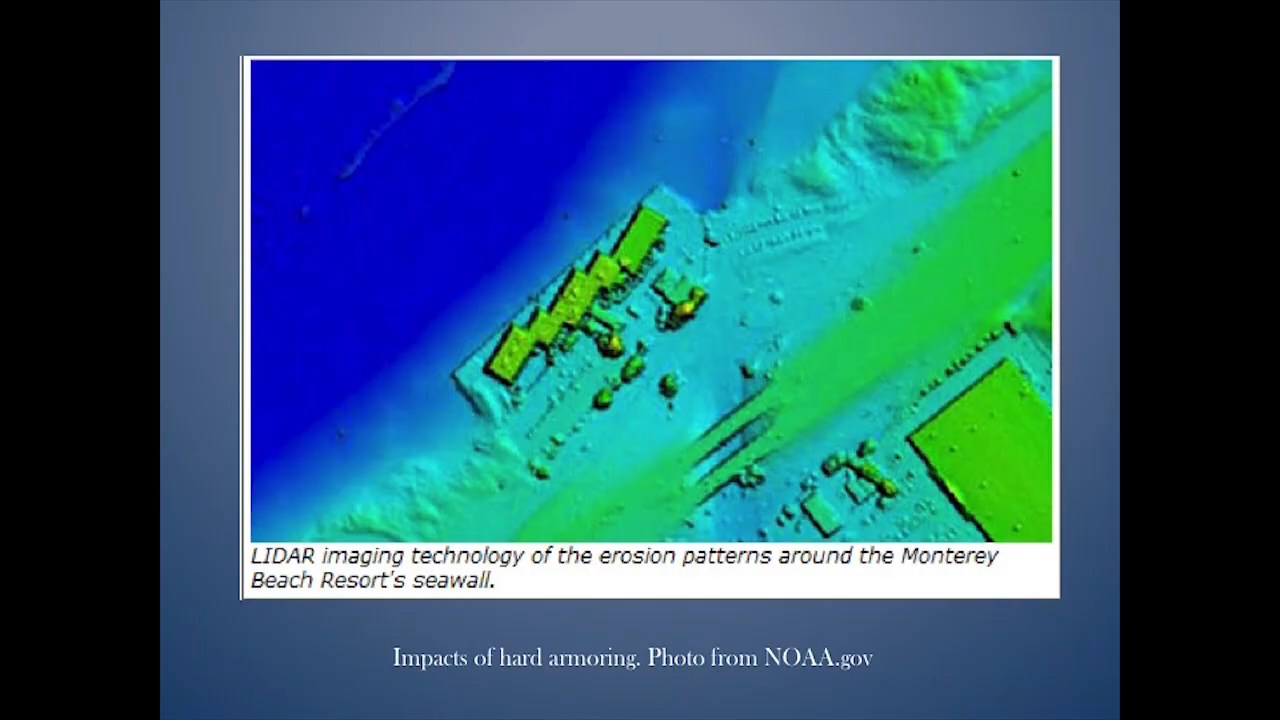 LIDAR imaging technology of the erosion patterns around the Monterey
Beach Resort's seawall.
Impacts of hard armoring. Photo from NOAA.gov